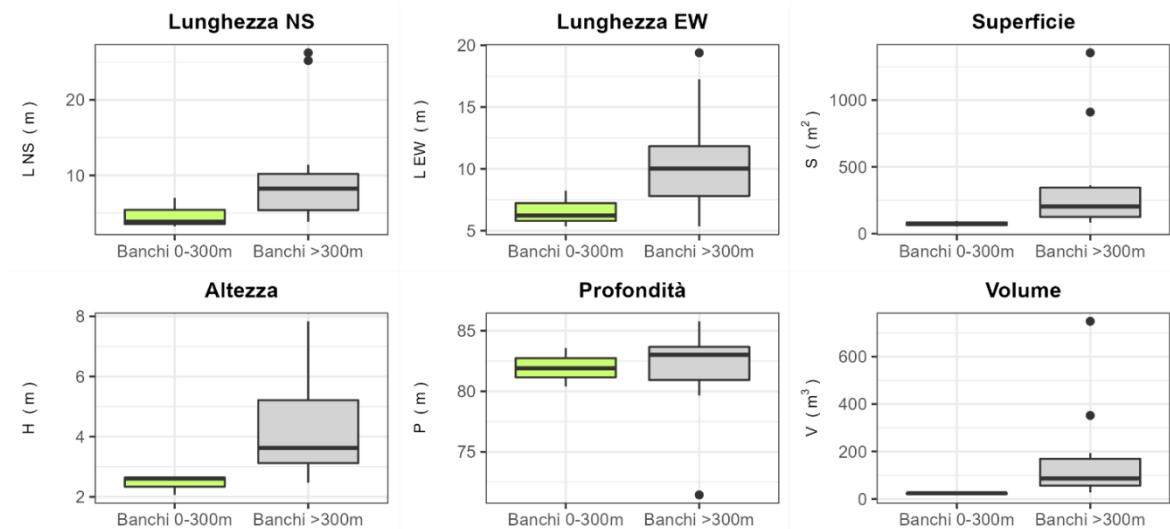 Lunghezza NS
L NS ( m )
20
10
Banchi 0-300m Banchi >300m
Lunghezza EW
L EW ( m )
20
15
10
5
Banchi 0-300m Banchi >300m
Superficie
S ( m²)
1000
500
0
Banchi 0-300m Banchi >300m
Altezza
H ( m )
8
6
4
2
Banchi 0-300m Banchi >300m
Profondità
P ( m )
85
80
75
Banchi 0-300m Banchi >300m
Volume
V ( m³)
600
400
200
0
Banchi 0-300m Banchi >300m